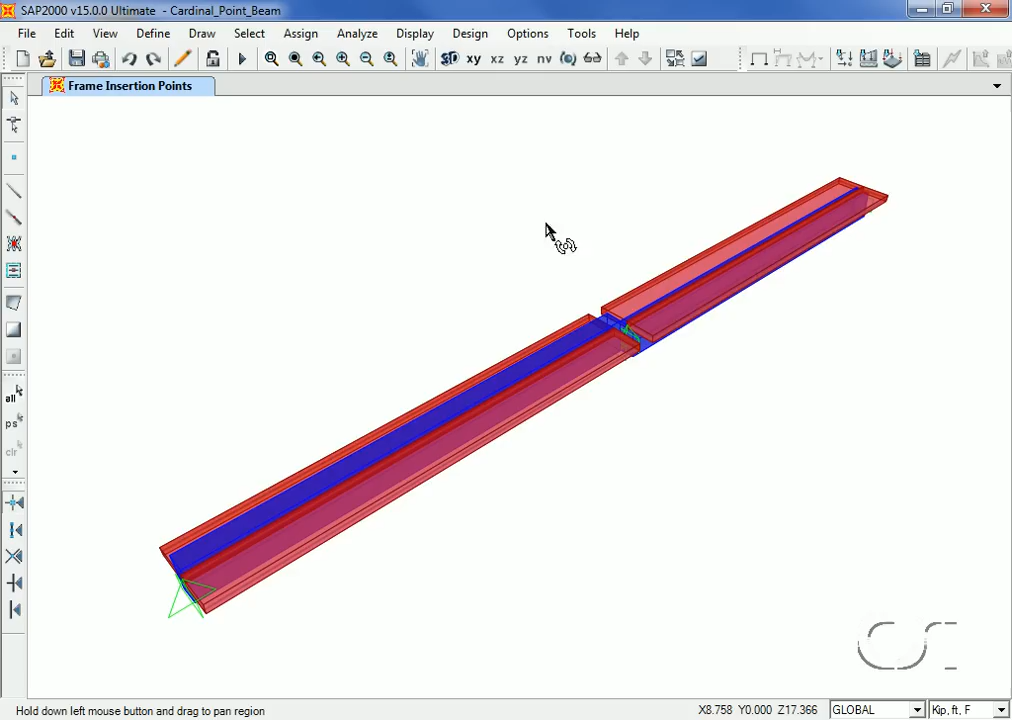 SAP2000 v15.0.0 Ultimate - Cardinal_Point_Beam
File Edit View Define Draw Select Assign Analyze Display Design Options Tools Help
3D xy xz yz nv
Frame Insertion Points
all
ps
clr
CSI
Hold down left mouse button and drag to pan region
X8.758 Y0.000 Z17.366
GLOBAL
Kip, ft, F